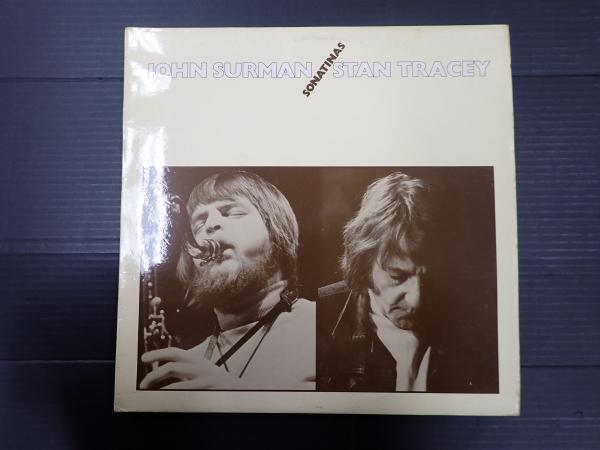 JOHN SURMAN
SONATINAS
STAN TRACEY